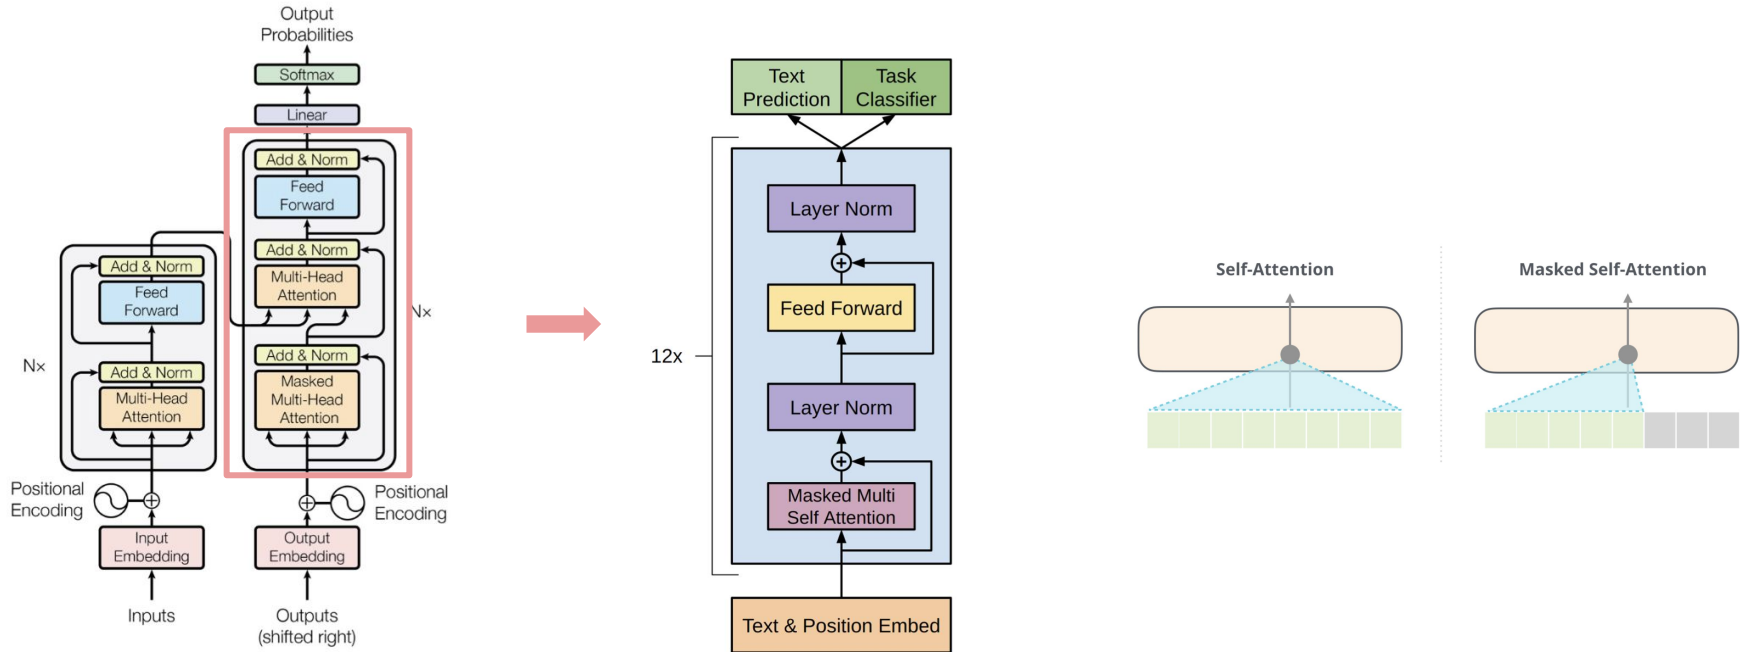 Output
Probabilities
Softmax
Linear
Add & Norm
Feed
Forward
Add & Norm
Multi-Head
Attention
Add & Norm
Masked
Multi-Head
Attention
Nx
Positional
Encoding
Output
Embedding
Outputs
(shifted right)
Add & Norm
Feed
Forward
Add & Norm
Multi-Head
Attention
Nx
Positional
Encoding
Input
Embedding
Inputs
Text
Prediction
Task
Classifier
Layer Norm
Feed Forward
12x
Layer Norm
Masked Multi
Self Attention
Text & Position Embed
Self-Attention
Masked Self-Attention